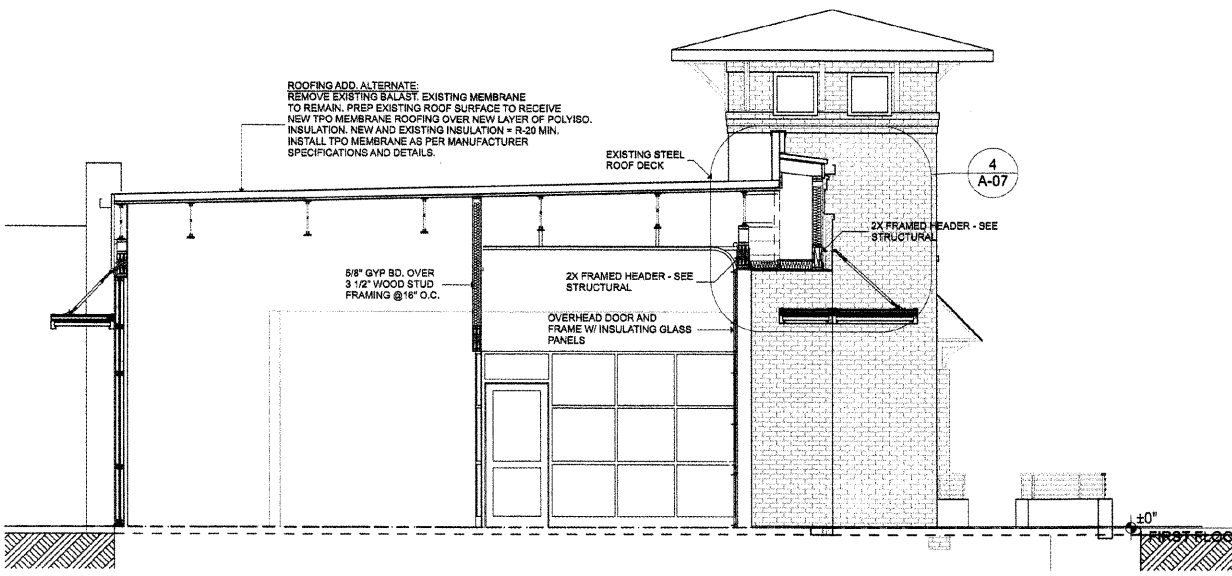 ROOFING ADD. ALTERNATE:
REMOVE EXISTING BALAST. EXISTING MEMBRANE
TO REMAIN. PREP EXISTING ROOF SURFACE TO RECEIVE
NEW TPO MEMBRANE ROOFING OVER NEW LAYER OF POLYISO.
INSULATION. NEW AND EXISTING INSULATION = R-20 MIN.
INSTALL TPO MEMBRANE AS PER MANUFACTURER
SPECIFICATIONS AND DETAILS.
EXISTING STEEL
ROOF DECK
4
A-07
2X FRAMED HEADER - SEE
STRUCTURAL
5/8" GYP BD. OVER
3 1/2" WOOD STUD
FRAMING @16" O.C.
2X FRAMED HEADER - SEE
STRUCTURAL
OVERHEAD DOOR AND
FRAME W/ INSULATING GLASS
PANELS
±0"
FIRST FLOO